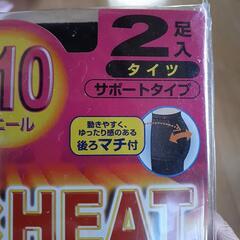 10
ニール
2足入
タイツ
サポートタイプ
動きやすく、
ゆったり感のある
後ろマチ付
HEAT